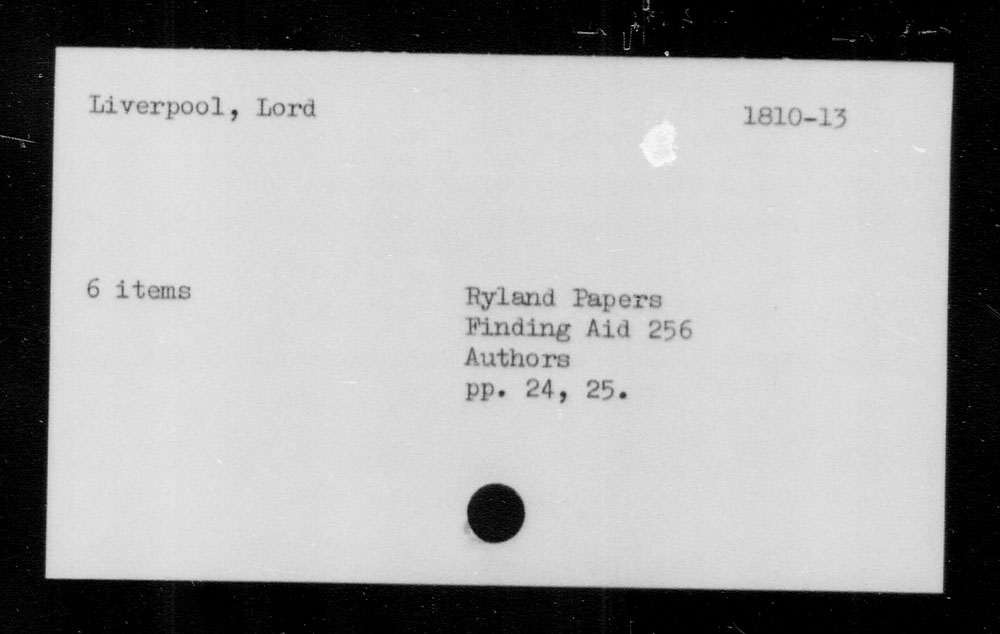 Liverpool, Lord
1810-13
6 items
Ryland Papers
Finding Aid 256
Authors
pp. 24, 25.